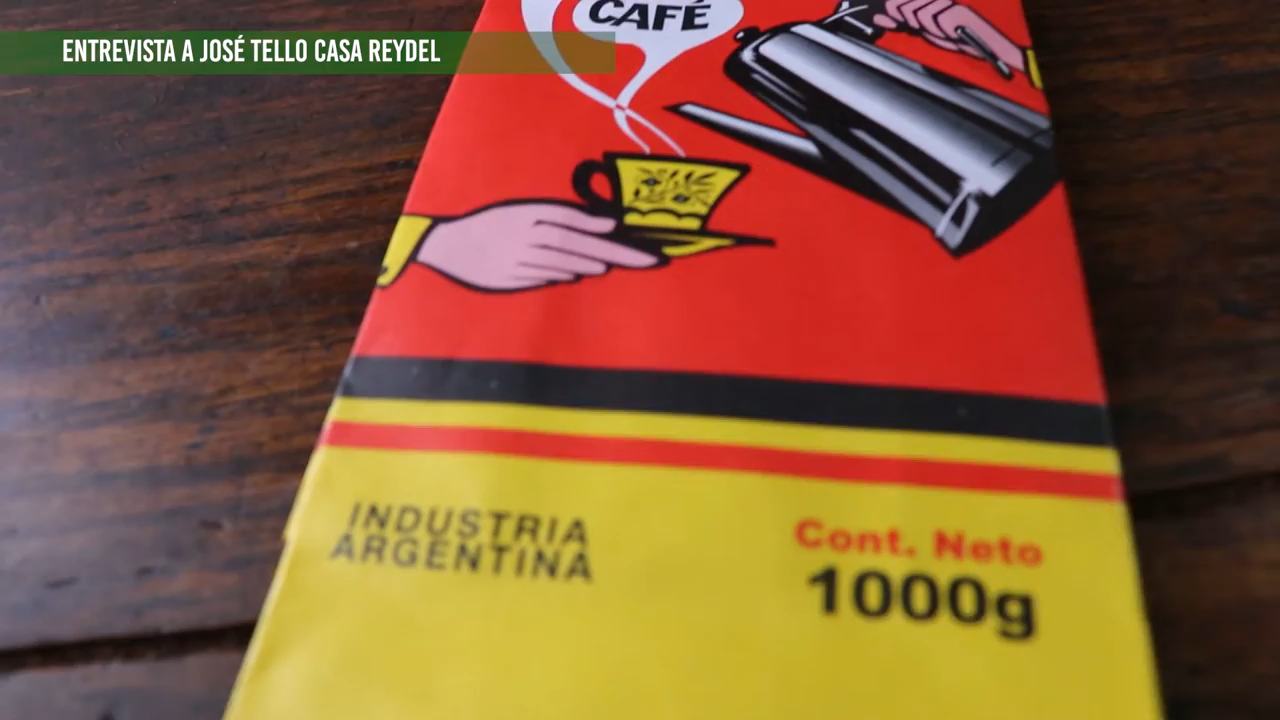 ENTREVISTA A JOSÉ TELLO CASA REYDEL
CAFÉ
INDUSTRIA
ARGENTINA
Cont. Neto
1000g